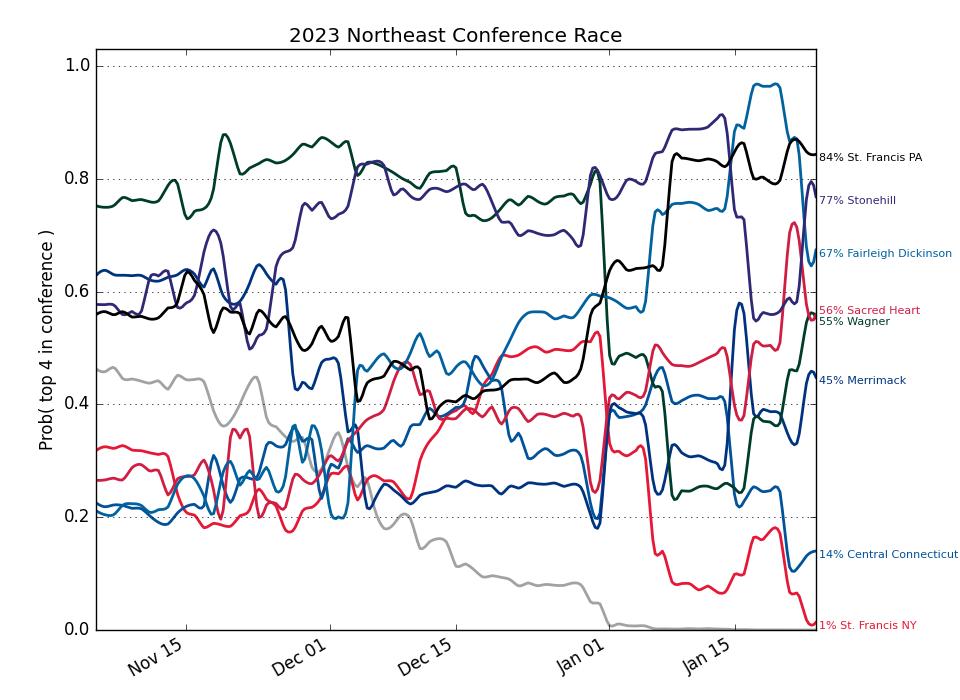 2023 Northeast Conference Race
Prob( top 4 in conference )
1.0
0.8
0.6
0.4
0.2
0.0
Nov 15
Dec 01
Dec 15
Jan 01
Jan 15
84% St. Francis PA
77% Stonehill
67% Fairleigh Dickinson
56% Sacred Heart
55% Wagner
45% Merrimack
14% Central Connecticut
1% St. Francis NY